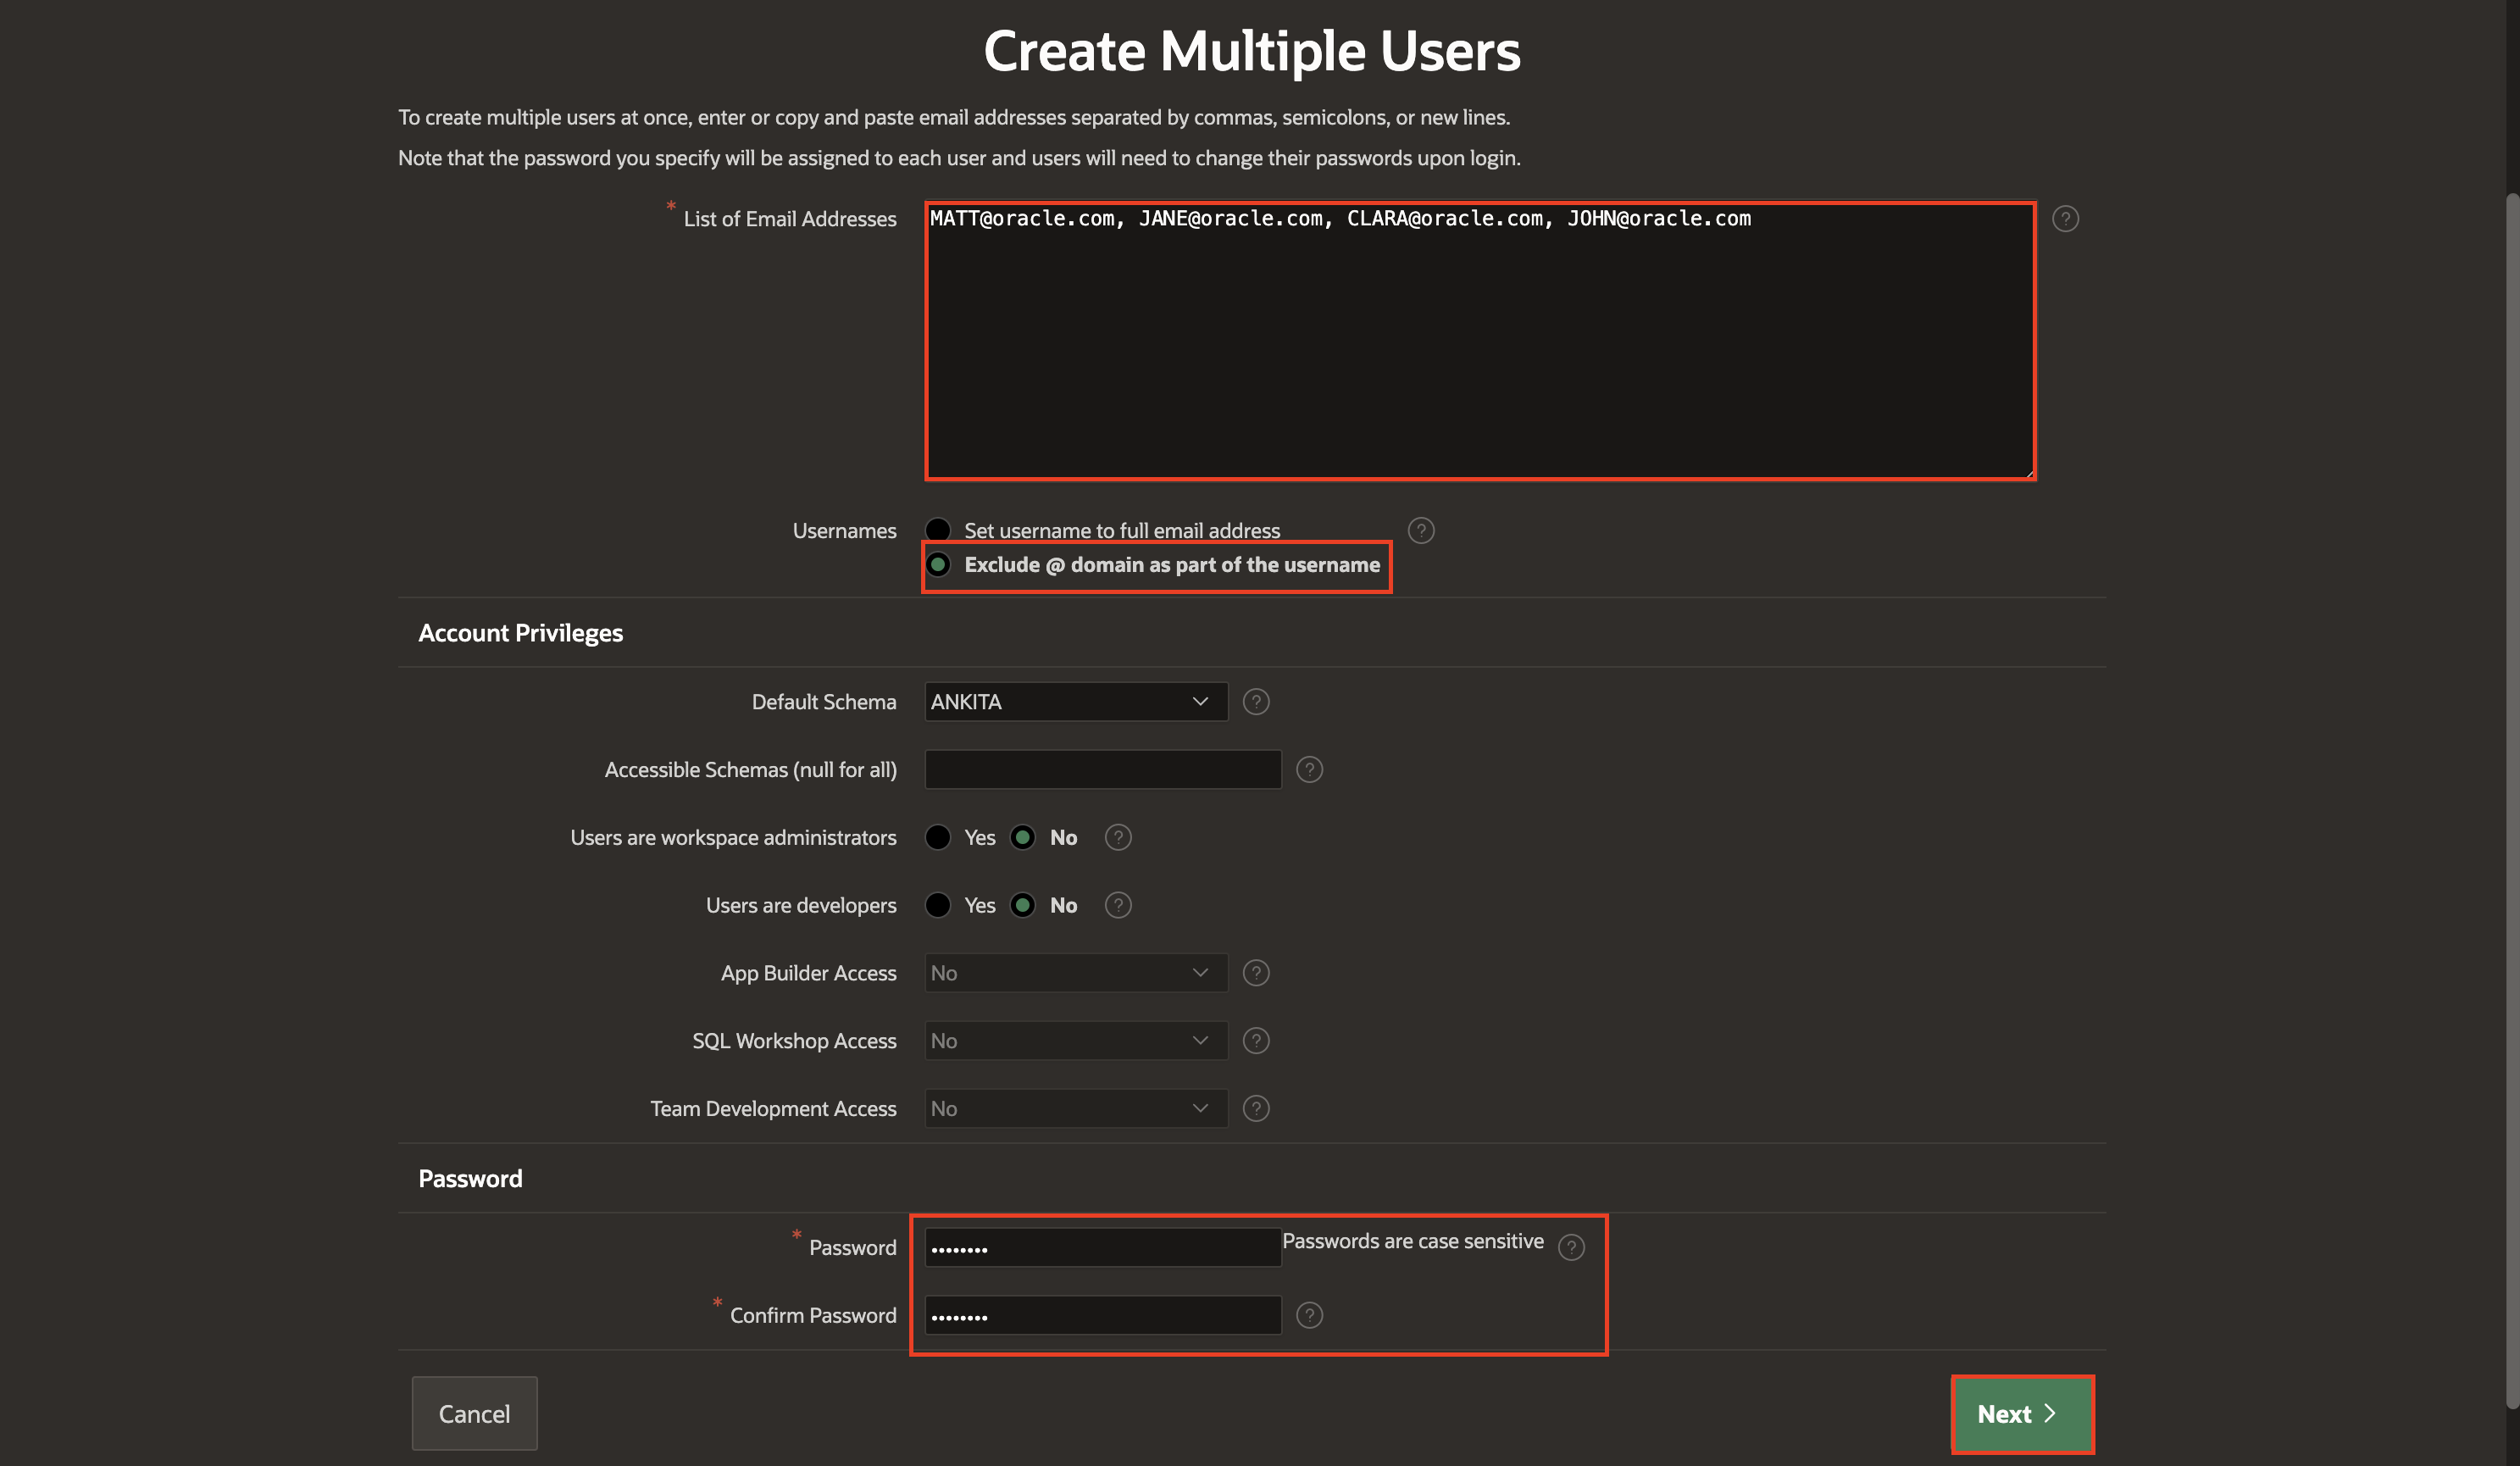 Create Multiple Users
To create multiple users at once, enter or copy and paste email addresses separated by commas, semicolons, or new lines.
Note that the password you specify will be assigned to each user and users will need to change their passwords upon login.
* List of Email Addresses MATT@oracle.com, JANE@oracle.com, CLARA@oracle.com, JOHN@oracle.com ?
Usernames Set username to full email address ?
Exclude @ domain as part of the username
Account Privileges
Default Schema ANKITA ?
Accessible Schemas (null for all) ?
Users are workspace administrators Yes No ?
Users are developers Yes No ?
App Builder Access No ?
SQL Workshop Access No ?
Team Development Access No ?
Password
* Password •••••••• Passwords are case sensitive ?
* Confirm Password •••••••• ?
Cancel Next >